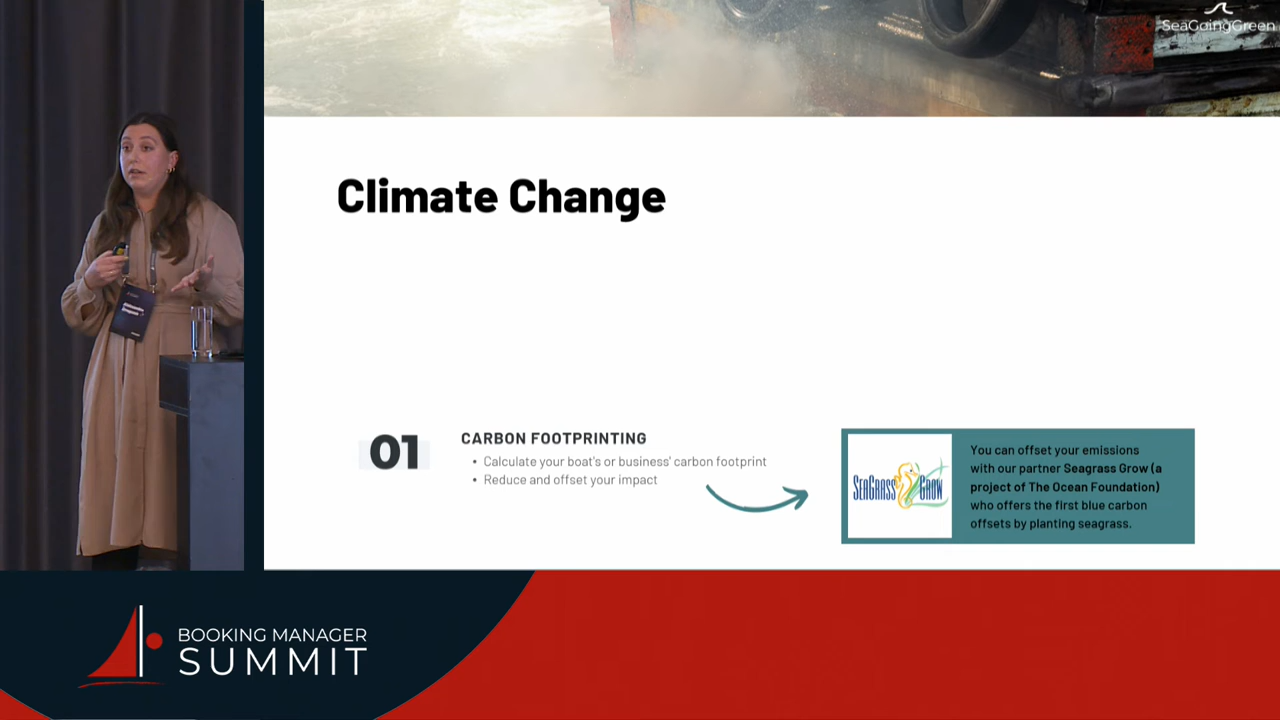 SeaGoingGreen
Climate Change
01
CARBON FOOTPRINTING
• Calculate your boat's or business' carbon footprint
• Reduce and offset your impact
SEAGRASS GROW
You can offset your emissions
with our partner Seagrass Grow (a
project of The Ocean Foundation)
who offers the first blue carbon
offsets by planting seagrass.
BOOKING MANAGER
SUMMIT